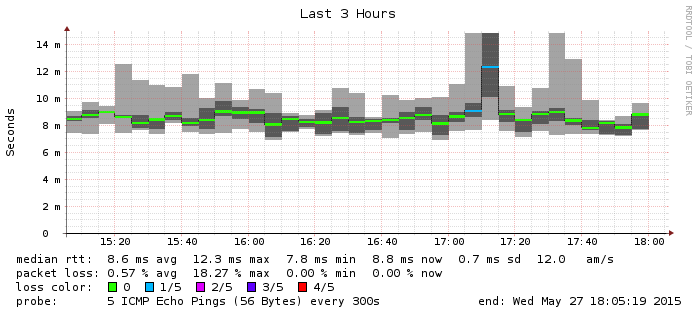 Last 3 Hours
RRDTOOL / TOBI OETIKER
Seconds
14 m
12 m
10 m
8 m
6 m
4 m
2 m
0
15:20 15:40 16:00 16:20 16:40 17:00 17:20 17:40 18:00
median rtt: 8.6 ms avg 12.3 ms max 7.8 ms min 8.8 ms now 0.7 ms sd 12.0 am/s
packet loss: 0.57 % avg 18.27 % max 0.00 % min 0.00 % now
loss color: 0 1/5 2/5 3/5 4/5
probe: 5 ICMP Echo Pings (56 Bytes) every 300s end: Wed May 27 18:05:19 2015